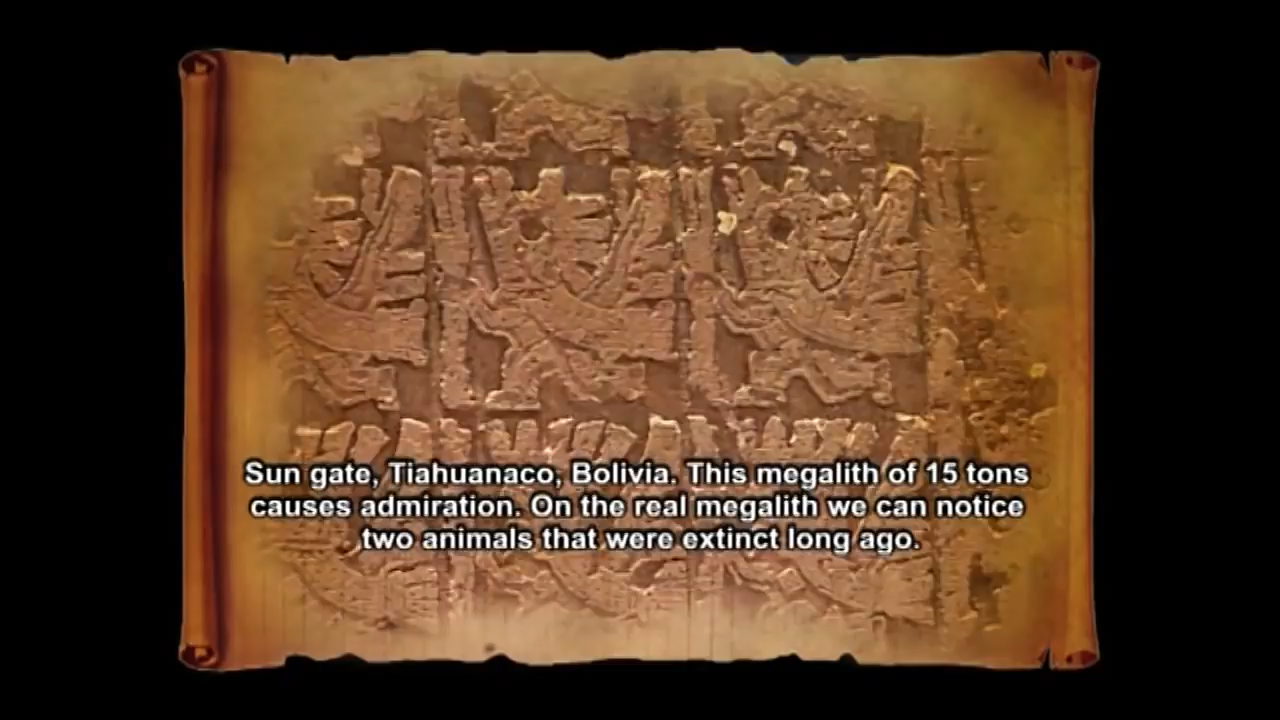 Sun gate, Tiahuanaco, Bolivia. This megalith of 15 tons
causes admiration. On the real megalith we can notice
two animals that were extinct long ago.